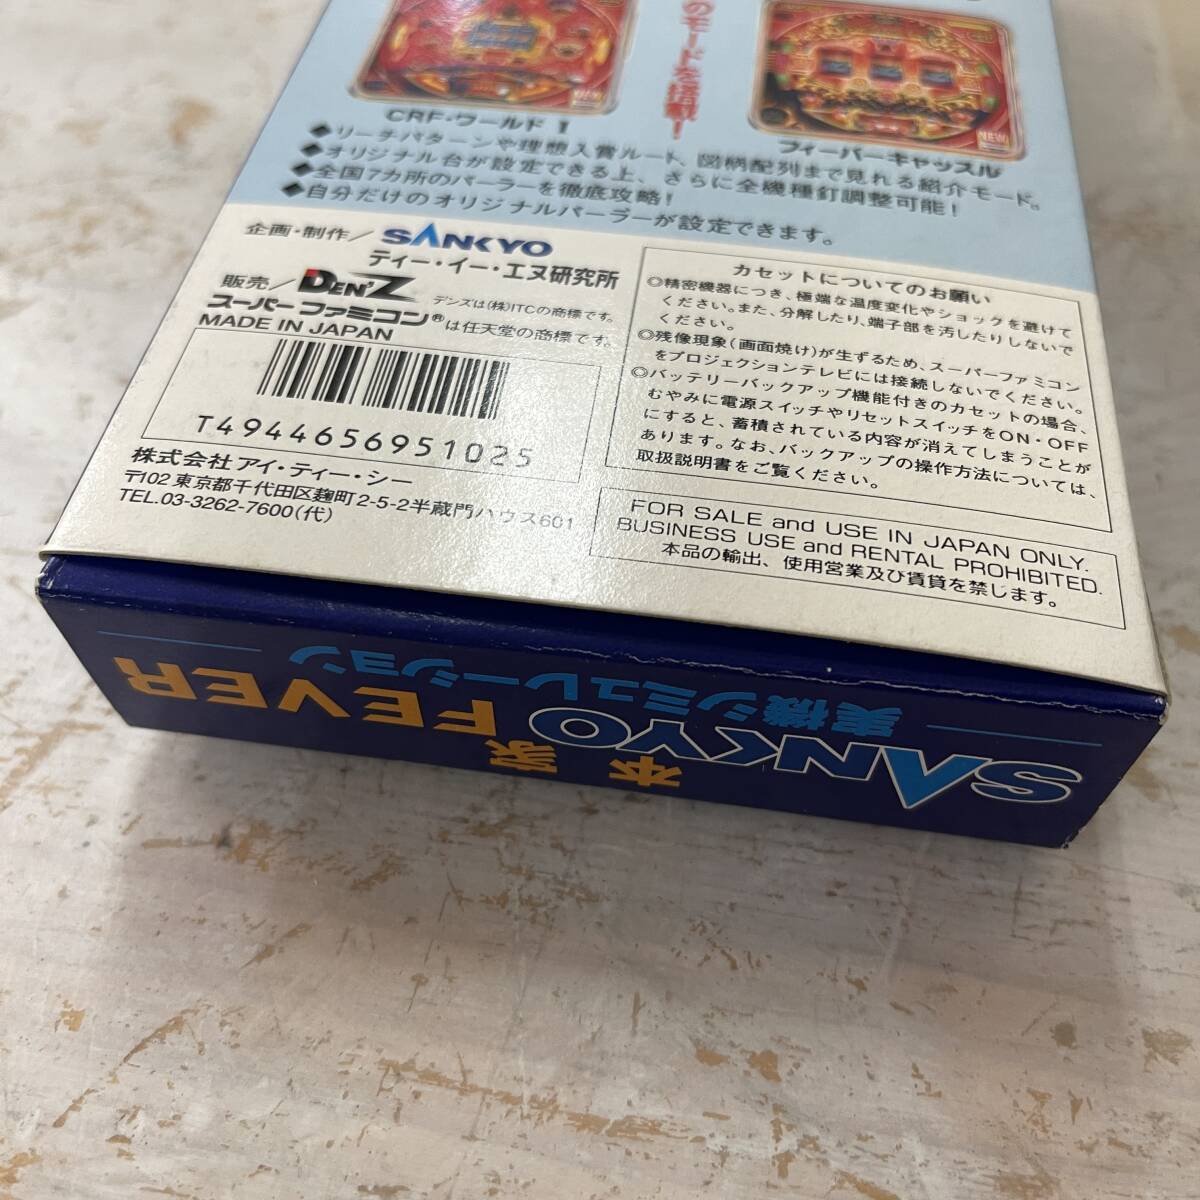 のモードを搭載!
CRF・ワールド I
フィーバーキャッスル
NEW!
◆リーチパターンや理想入賞ルート、図柄配列まで見れる紹介モード。
◆オリジナル台が設定できる上、さらに全機種釘調整可能!
◆全国7カ所のパーラーを徹底攻略!
◆自分だけのオリジナルパーラーが設定できます。
企画・制作/SANKYO
ティー・イー・エヌ研究所
販売/DEN'Z
デンズは(株)ITCの商標です。
スーパーファミコン®は任天堂の商標です。
MADE IN JAPAN
T4944656951025
株式会社アイ・ティー・シー
〒102 東京都千代田区麹町2-5-2半蔵門ハウス601
TEL.03-3262-7600(代)
カセットについてのお願い
◎精密機器につき、極端な温度変化やショックを避けて
ください。また、分解したり、端子部を汚したりしないで
ください。
◎残像現象(画面焼け)が生ずるため、スーパーファミコン
をプロジェクションテレビには接続しないでください。
◎バッテリーバックアップ機能付きのカセットの場合、
むやみに電源スイッチやリセットスイッチをON・OFF
にすると、蓄積されている内容が消えてしまうことが
あります。なお、バックアップの操作方法については、
取扱説明書をご覧ください。
FOR SALE and USE IN JAPAN ONLY.
BUSINESS USE and RENTAL PROHIBITED.
本品の輸出、使用営業及び賃貸を禁じます。
本家
SANKYO FEVER
実機シミュレーション